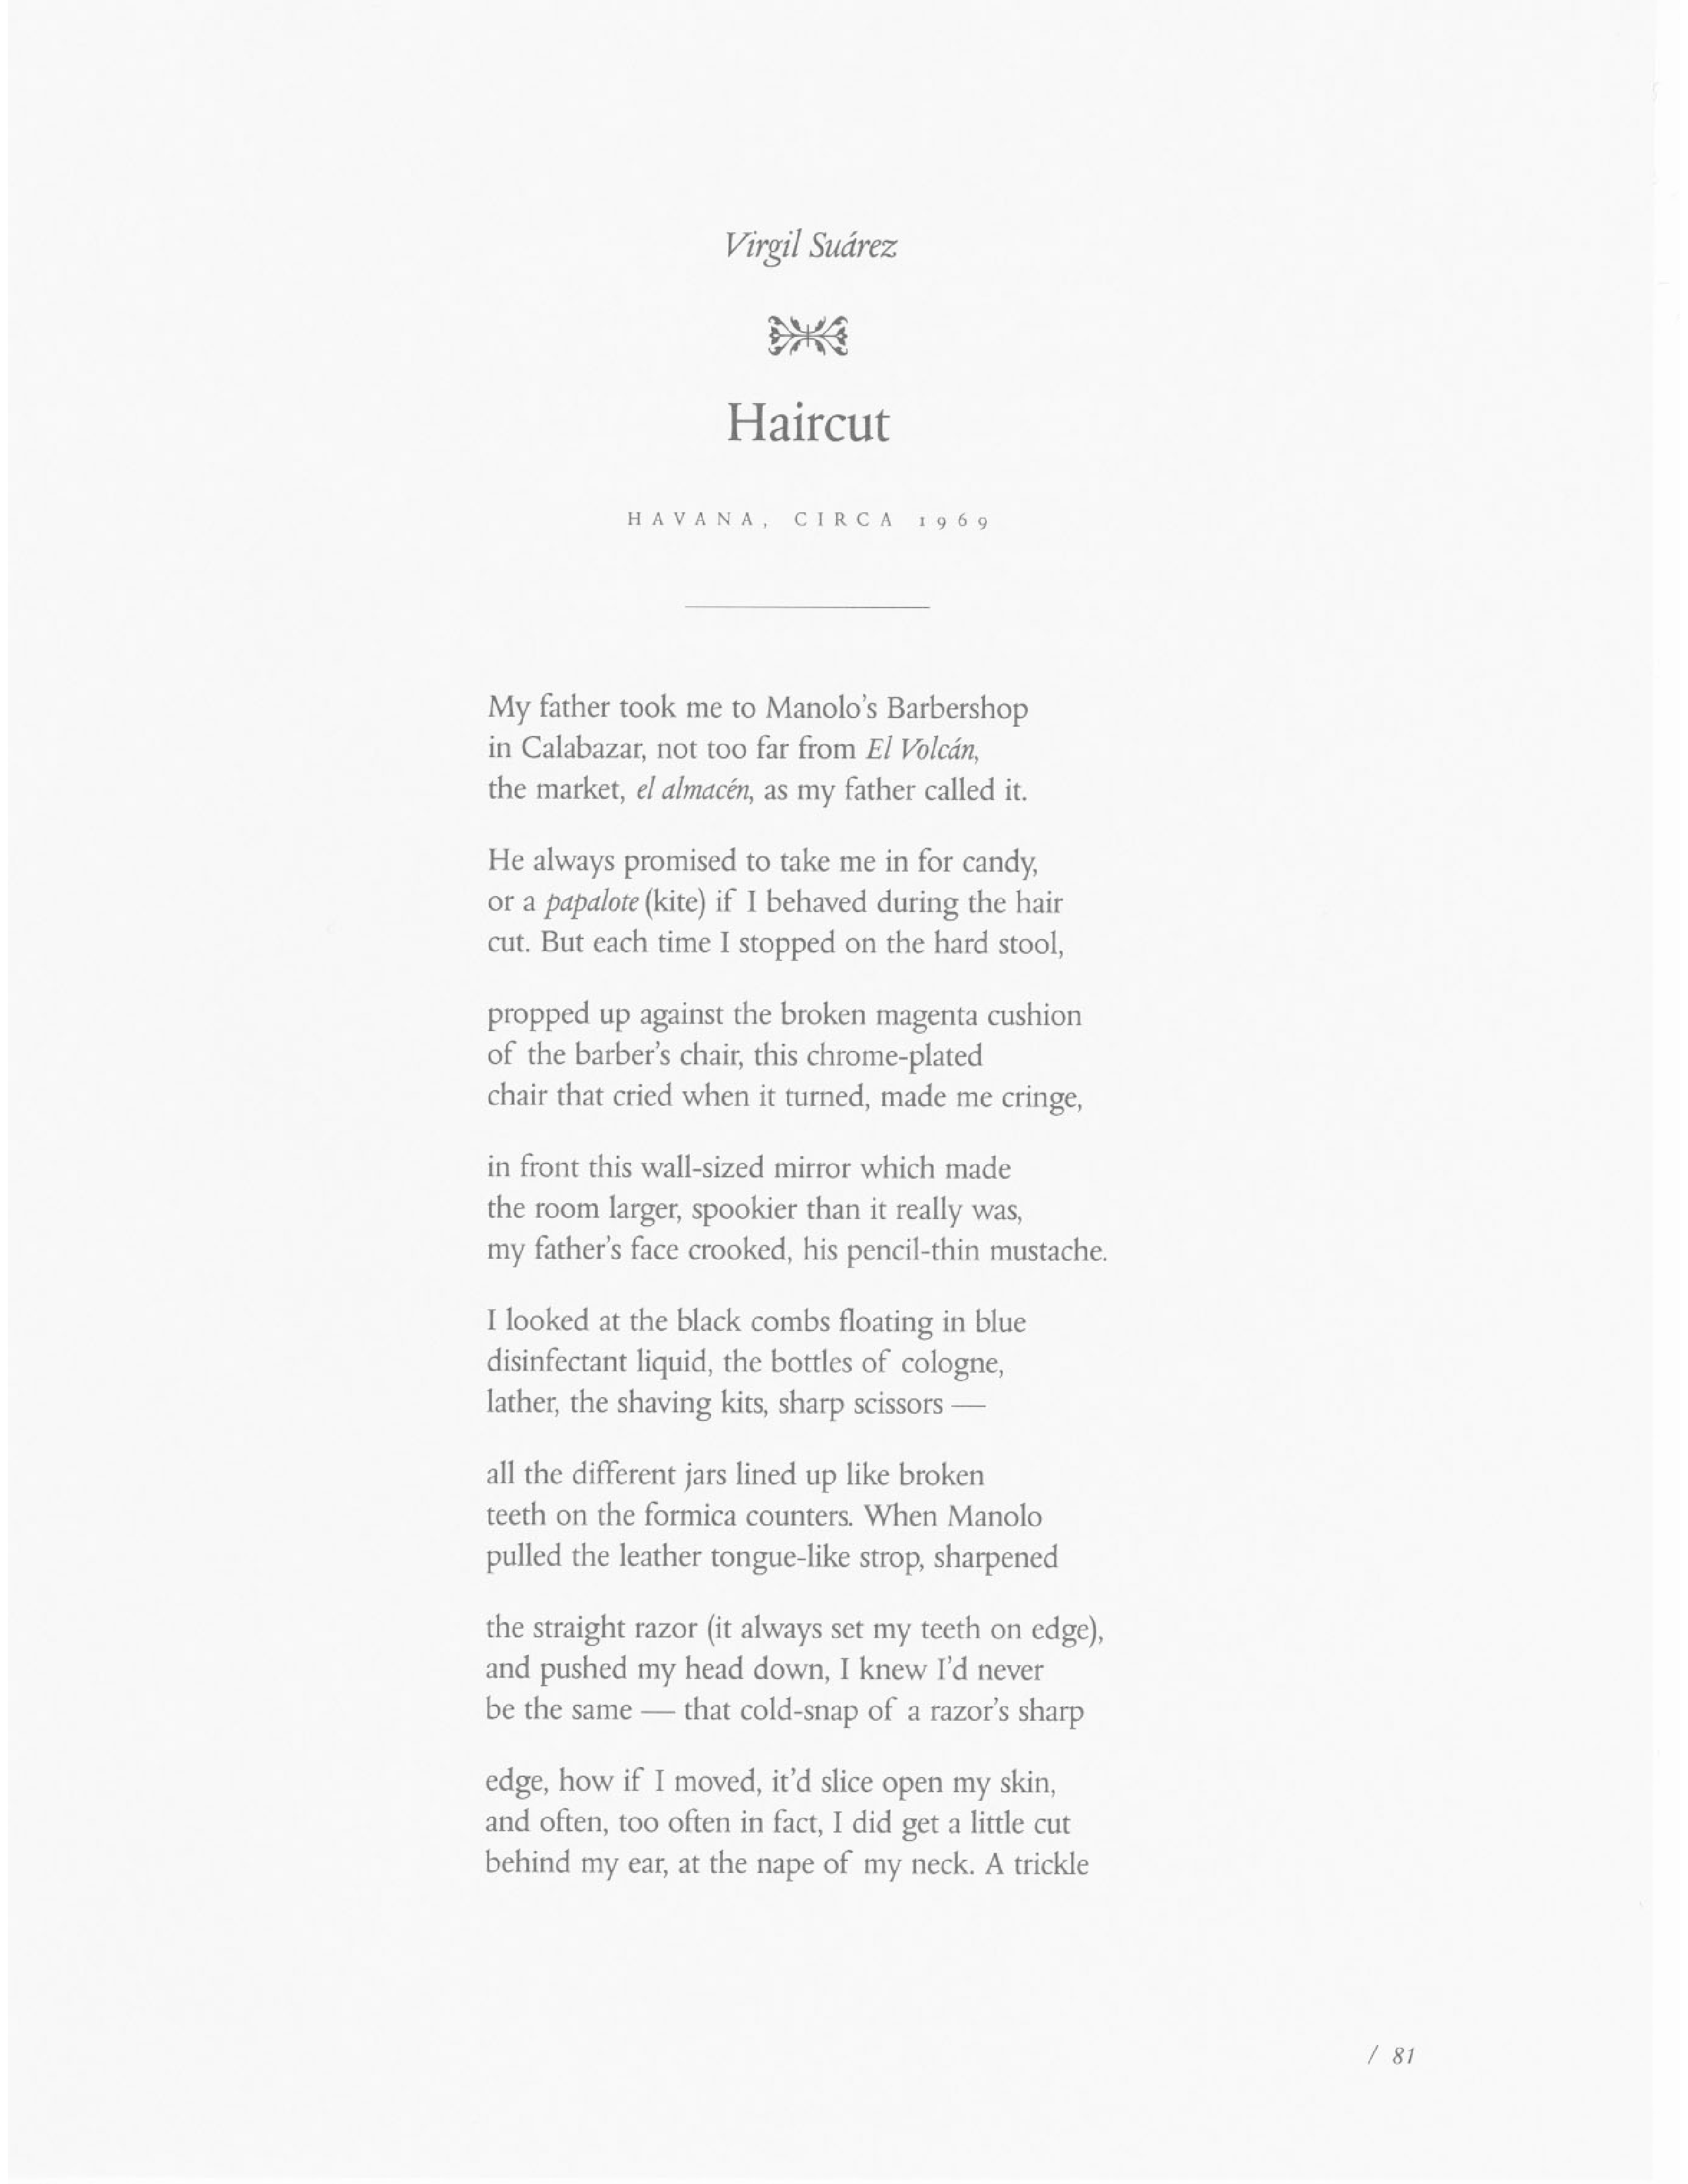 Virgil Suárez
Haircut
HAVANA, CIRCA 1969
My father took me to Manolo's Barbershop
in Calabazar, not too far from El Volcán,
the market, el almacén, as my father called it.
He always promised to take me in for candy,
or a papalote (kite) if I behaved during the hair
cut. But each time I stopped on the hard stool,
propped up against the broken magenta cushion
of the barber's chair, this chrome-plated
chair that cried when it turned, made me cringe,
in front this wall-sized mirror which made
the room larger, spookier than it really was,
my father's face crooked, his pencil-thin mustache.
I looked at the black combs floating in blue
disinfectant liquid, the bottles of cologne,
lather, the shaving kits, sharp scissors —
all the different jars lined up like broken
teeth on the formica counters. When Manolo
pulled the leather tongue-like strop, sharpened
the straight razor (it always set my teeth on edge),
and pushed my head down, I knew I'd never
be the same — that cold-snap of a razor's sharp
edge, how if I moved, it'd slice open my skin,
and often, too often in fact, I did get a little cut
behind my ear, at the nape of my neck. A trickle
/ 81